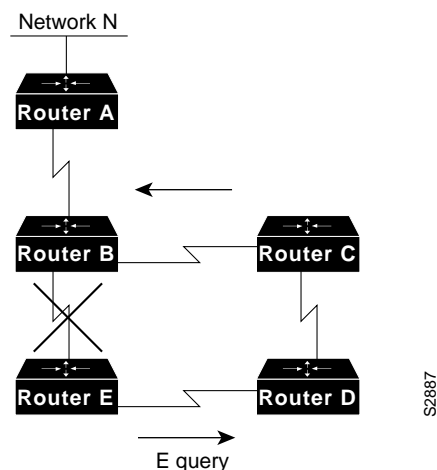 Network N
Router A
Router B
Router C
Router E
Router D
E query
S2887